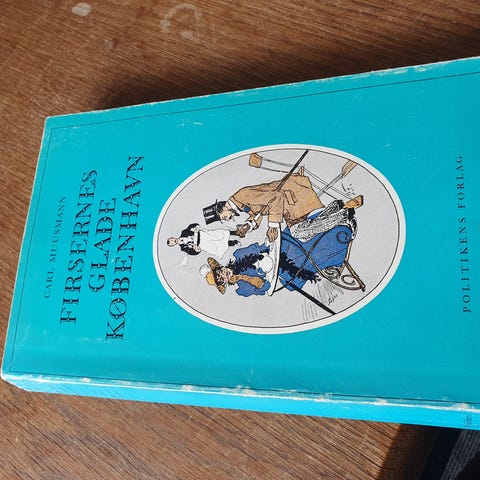 CARL MUUSMANN
FIRSERNES
GLADE
KØBENHAVN
POLITIKENS FORLAG